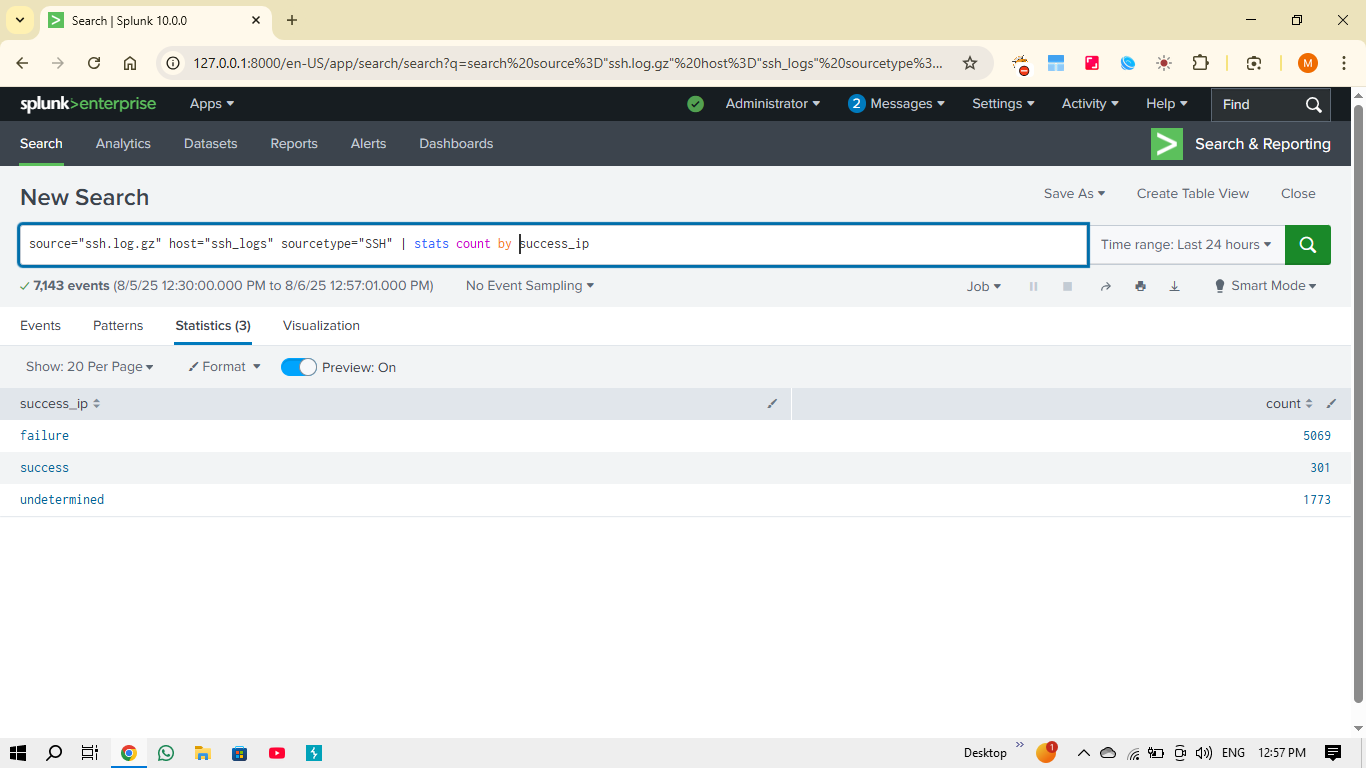 Search | Splunk 10.0.0
127.0.0.1:8000/en-US/app/search/search?q=search%20source%3D"ssh.log.gz"%20host%3D"ssh_logs"%20sourcetype%3...
M
splunk>enterprise Apps Administrator 2 Messages Settings Activity Help Find
Search Analytics Datasets Reports Alerts Dashboards Search & Reporting
New Search Save As Create Table View Close
source="ssh.log.gz" host="ssh_logs" sourcetype="SSH" | stats count by success_ip Time range: Last 24 hours
7,143 events (8/5/25 12:30:00.000 PM to 8/6/25 12:57:01.000 PM) No Event Sampling Job Smart Mode
Events Patterns Statistics (3) Visualization
Show: 20 Per Page Format Preview: On
success_ip count
failure 5069
success 301
undetermined 1773
Desktop 1 ENG 12:57 PM